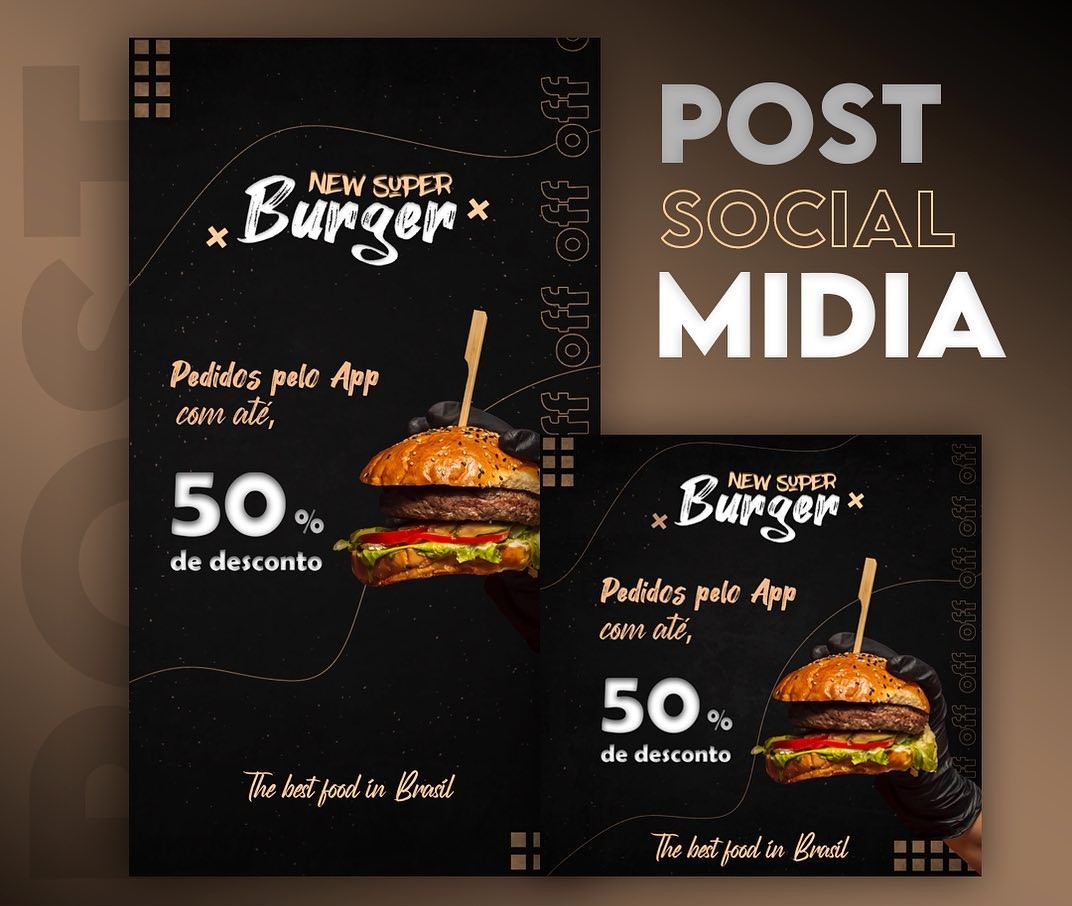 POST
NEW SUPER
Burger
Pedidos pelo App
com até,
50 %
de desconto
The best food in Brasil
off off off off
POST
SOCIAL
MIDIA
NEW SUPER
Burger
Pedidos pelo App
com até,
50 %
de desconto
The best food in Brasil
off off off off off off off